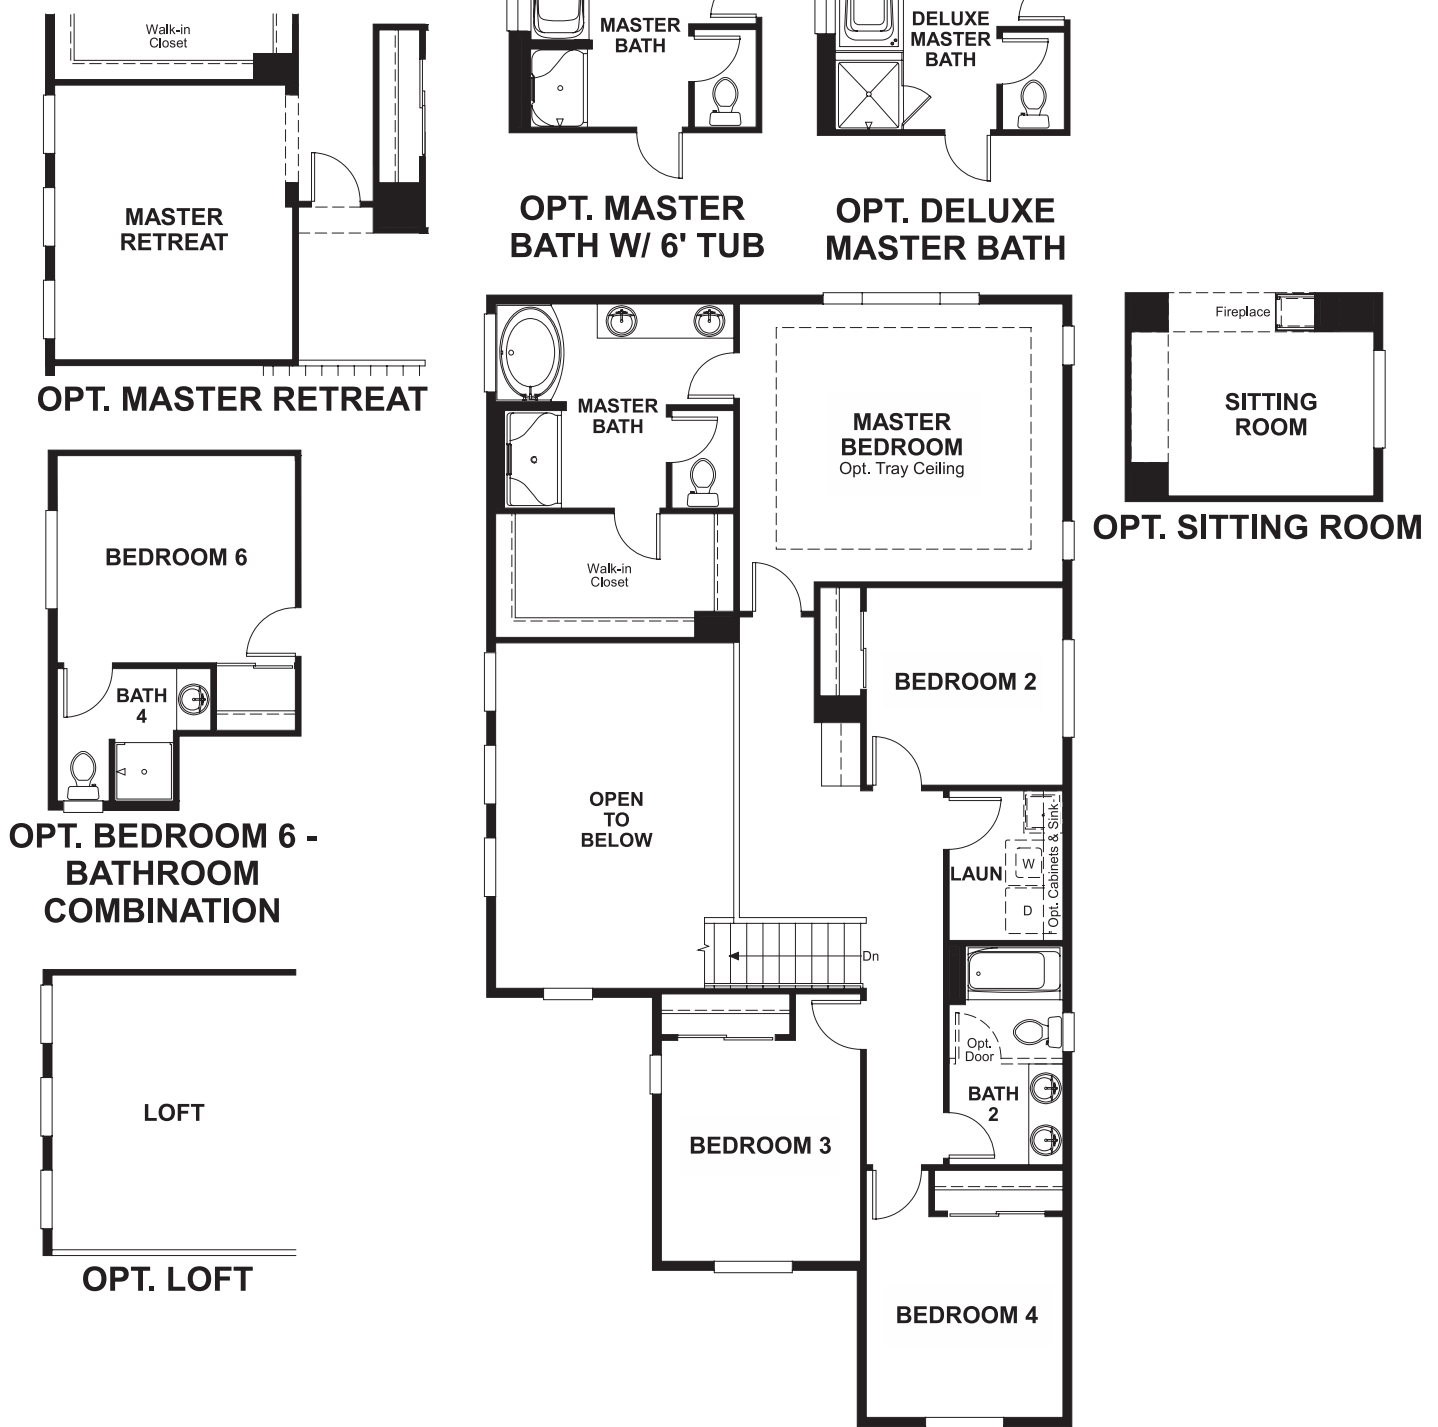 Walk-in
Closet
MASTER
RETREAT
OPT. MASTER RETREAT
MASTER
BATH
OPT. MASTER
BATH W/ 6' TUB
DELUXE
MASTER
BATH
OPT. DELUXE
MASTER BATH
MASTER
BATH
Walk-in
Closet
MASTER
BEDROOM
Opt. Tray Ceiling
Fireplace
SITTING
ROOM
OPT. SITTING ROOM
BEDROOM 6
BATH
4
OPT. BEDROOM 6 -
BATHROOM
COMBINATION
BEDROOM 2
OPEN
TO
BELOW
LAUN
W
D
Opt. Cabinets & Sink
Dn
Opt.
Door
BATH
2
LOFT
OPT. LOFT
BEDROOM 3
BEDROOM 4